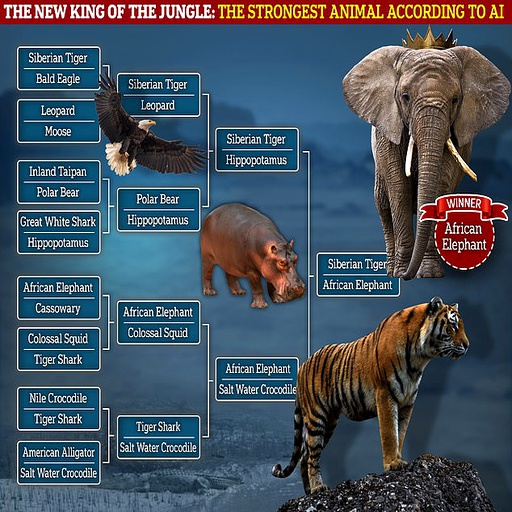 THE NEW KING OF THE JUNGLE: THE STRONGEST ANIMAL ACCORDING TO AI
Siberian Tiger
Bald Eagle
Leopard
Moose
Inland Taipan
Polar Bear
Great White Shark
Hippopotamus
African Elephant
Cassowary
Colossal Squid
Tiger Shark
Nile Crocodile
Tiger Shark
American Alligator
Salt Water Crocodile
Siberian Tiger
Leopard
Polar Bear
Hippopotamus
African Elephant
Colossal Squid
Tiger Shark
Salt Water Crocodile
Siberian Tiger
Hippopotamus
African Elephant
Salt Water Crocodile
Siberian Tiger
African Elephant
WINNER
African
Elephant